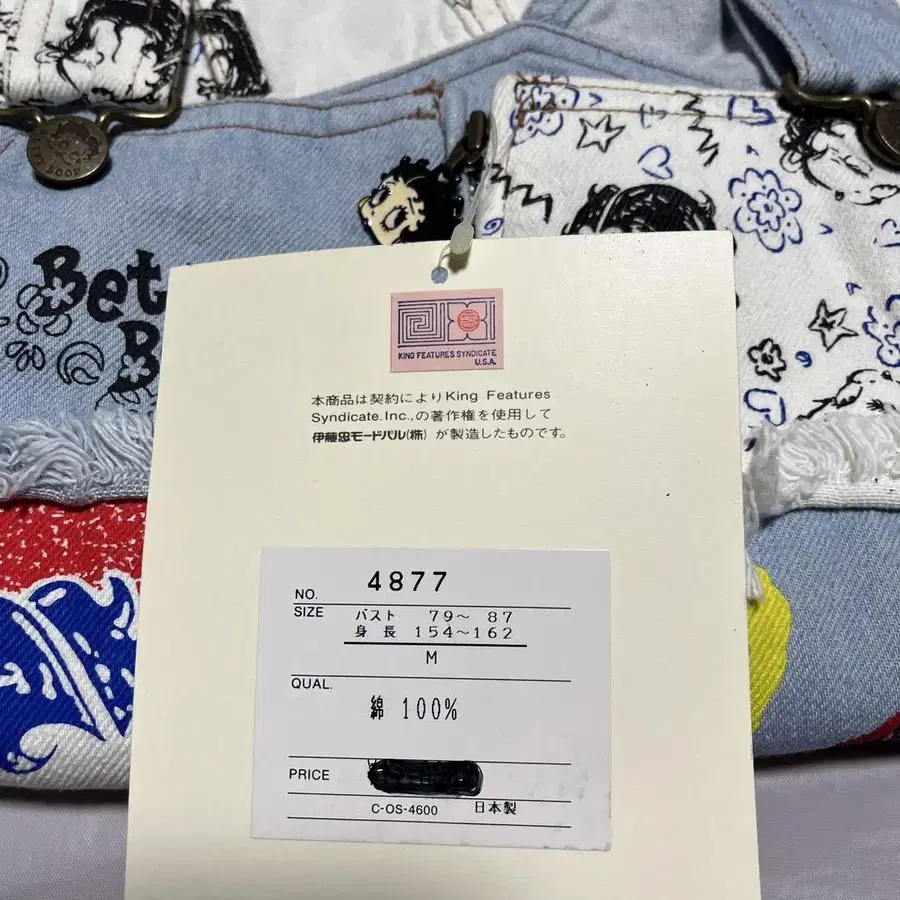 BOOP
Bet
B
KING FEATURES SYNDICATE
U.S.A.
本商品は契約によりKing Features
Syndicate.Inc.,の著作権を使用して
伊藤忠モードパル(株)が製造したものです。
NO. 4877
SIZE バスト 79～ 87
身長 154～162
M
QUAL.
綿 100%
PRICE
C-OS-4600 日本製